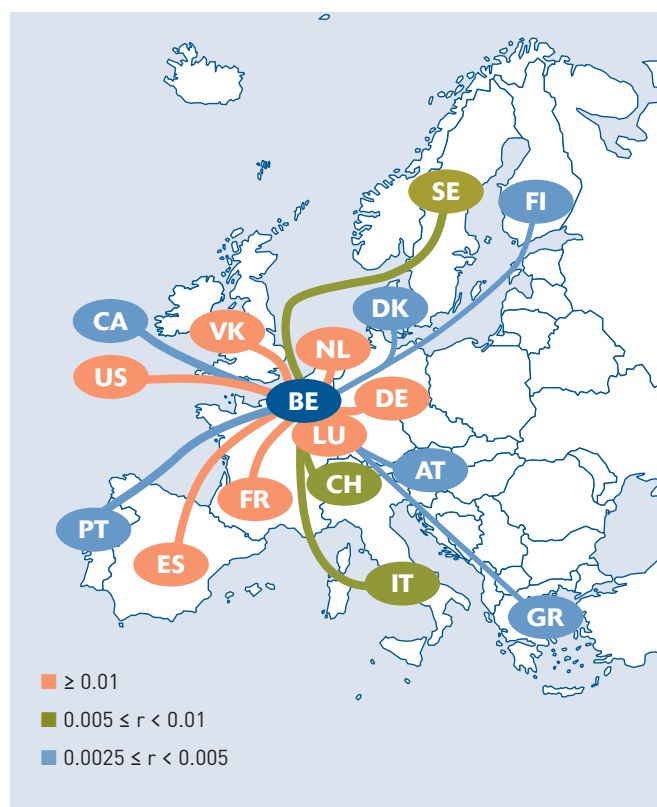 SE
FI
CA
VK
DK
NL
US
BE
DE
LU
CH
AT
FR
PT
ES
IT
GR
≥ 0.01
0.005 ≤ r < 0.01
0.0025 ≤ r < 0.005